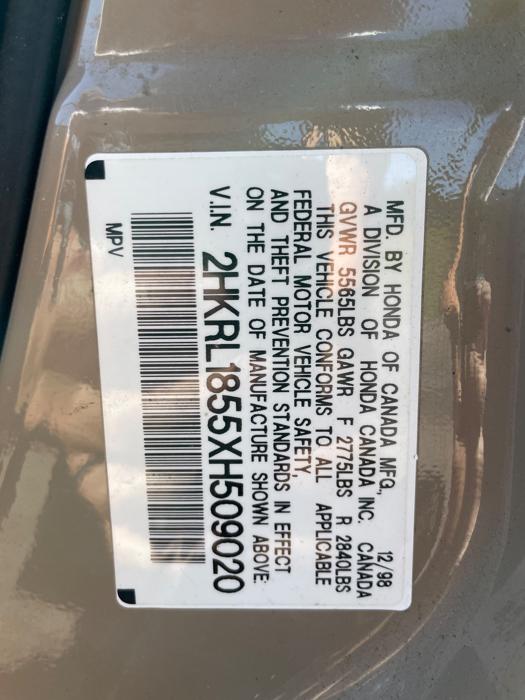 MFD. BY HONDA OF CANADA MFG., 12/98
A DIVISION OF HONDA CANADA INC. CANADA
GVWR 5565LBS GAWR F 2775LBS R 2840LBS
THIS VEHICLE CONFORMS TO ALL APPLICABLE
FEDERAL MOTOR VEHICLE SAFETY,
AND THEFT PREVENTION STANDARDS IN EFFECT
ON THE DATE OF MANUFACTURE SHOWN ABOVE.
V.I.N. 2HKRL1855XH509020
MPV